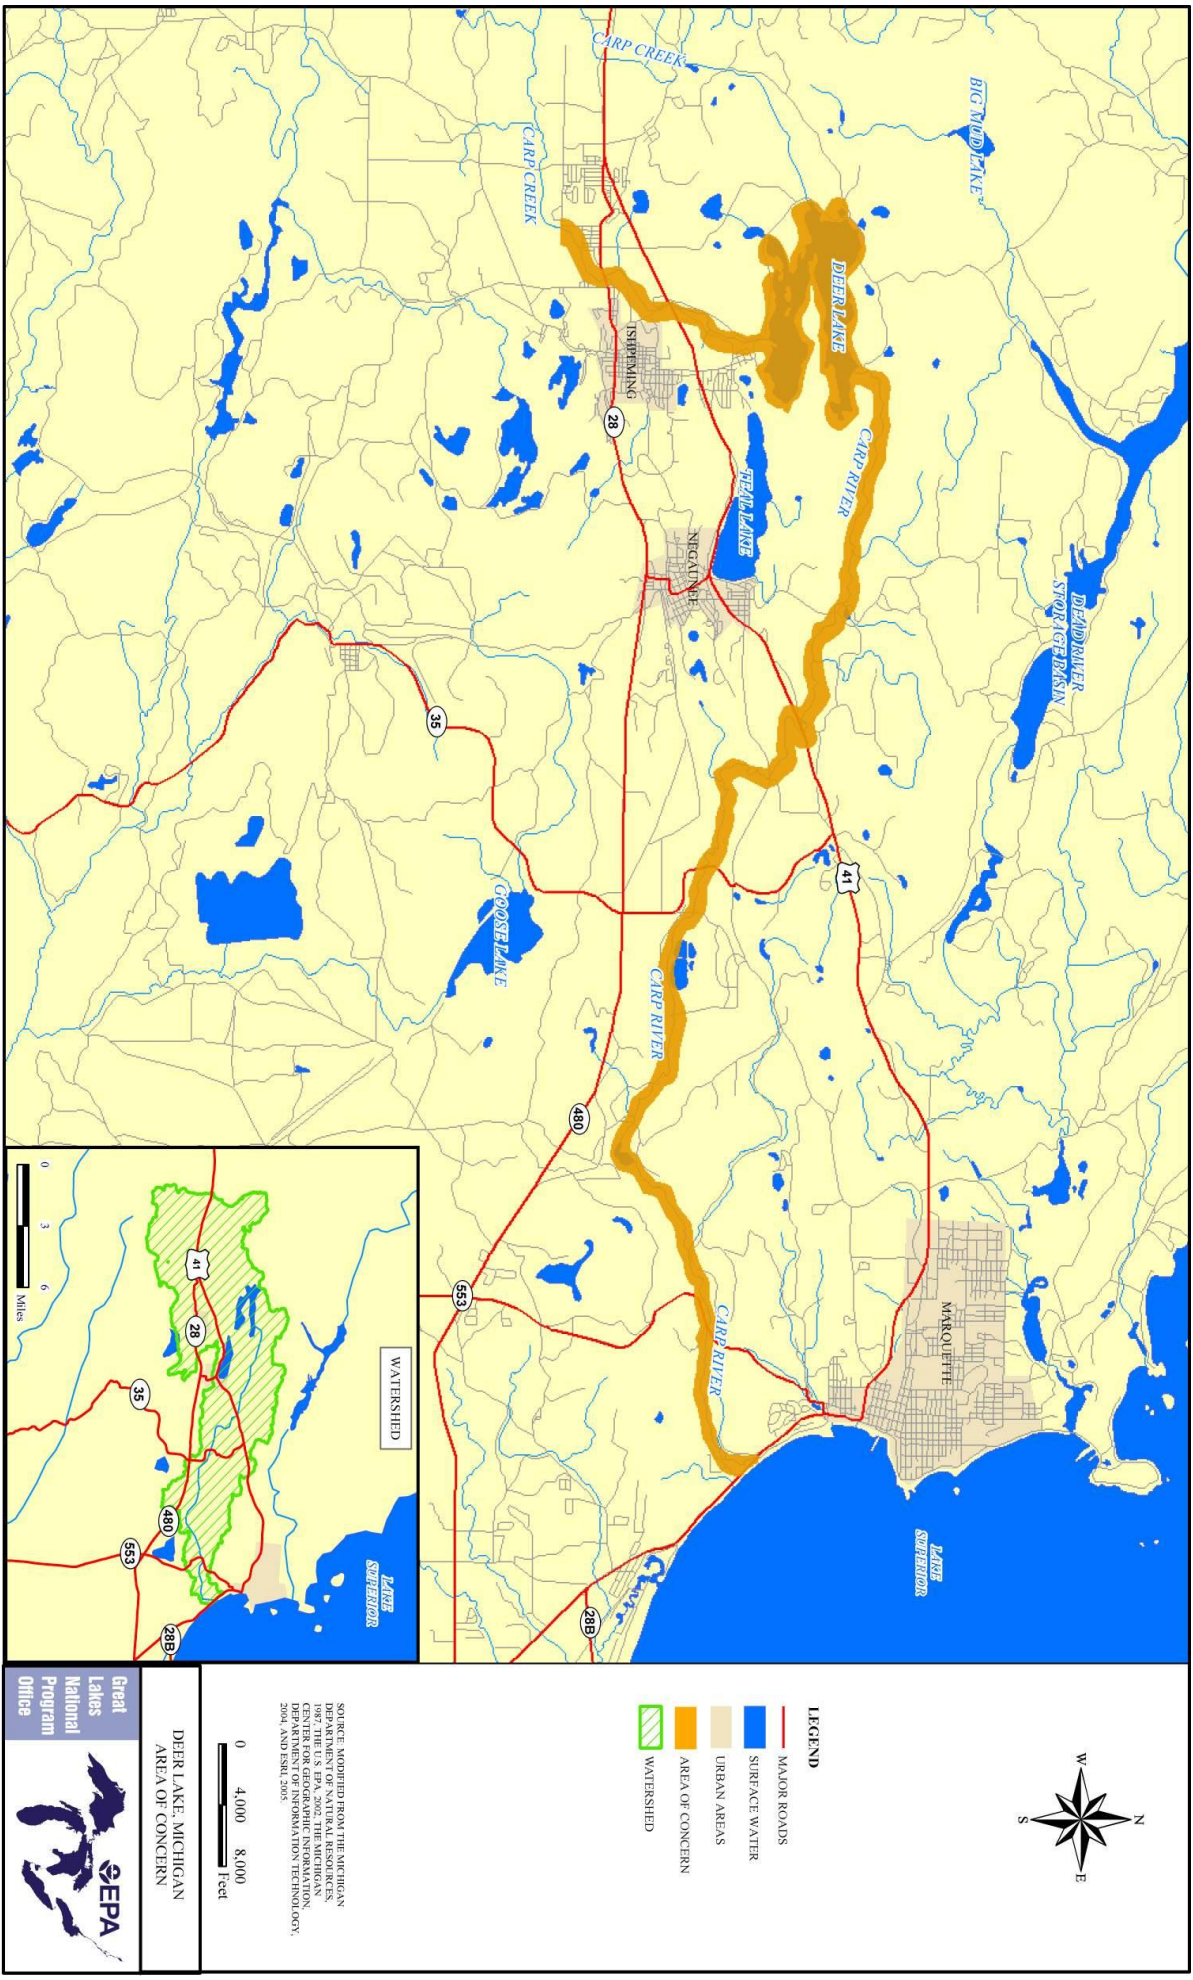 CARP CREEK
CARP CREEK
BIG MUD LAKE
DEER LAKE
CARP RIVER
ISHPEMING
28
TEAL LAKE
NEGAUNEE
DEAD RIVER
STORAGE BASIN
35
41
GOOSE LAKE
CARP RIVER
480
553
CARP RIVER
MARQUETTE
LAKE
SUPERIOR
28B
WATERSHED
41
28
35
480
553
28B
LAKE
SUPERIOR
0 3 6
Miles
N
W E
S
LEGEND
MAJOR ROADS
SURFACE WATER
URBAN AREAS
AREA OF CONCERN
WATERSHED
SOURCE: MODIFIED FROM THE MICHIGAN
DEPARTMENT OF NATURAL RESOURCES,
1987, THE U.S. EPA, 2002, THE MICHIGAN
CENTER FOR GEOGRAPHIC INFORMATION,
DEPARTMENT OF INFORMATION TECHNOLOGY,
2004, AND ESRI, 2005.
0 4,000 8,000
Feet
DEER LAKE, MICHIGAN
AREA OF CONCERN
Great
Lakes
National
Program
Office
EPA